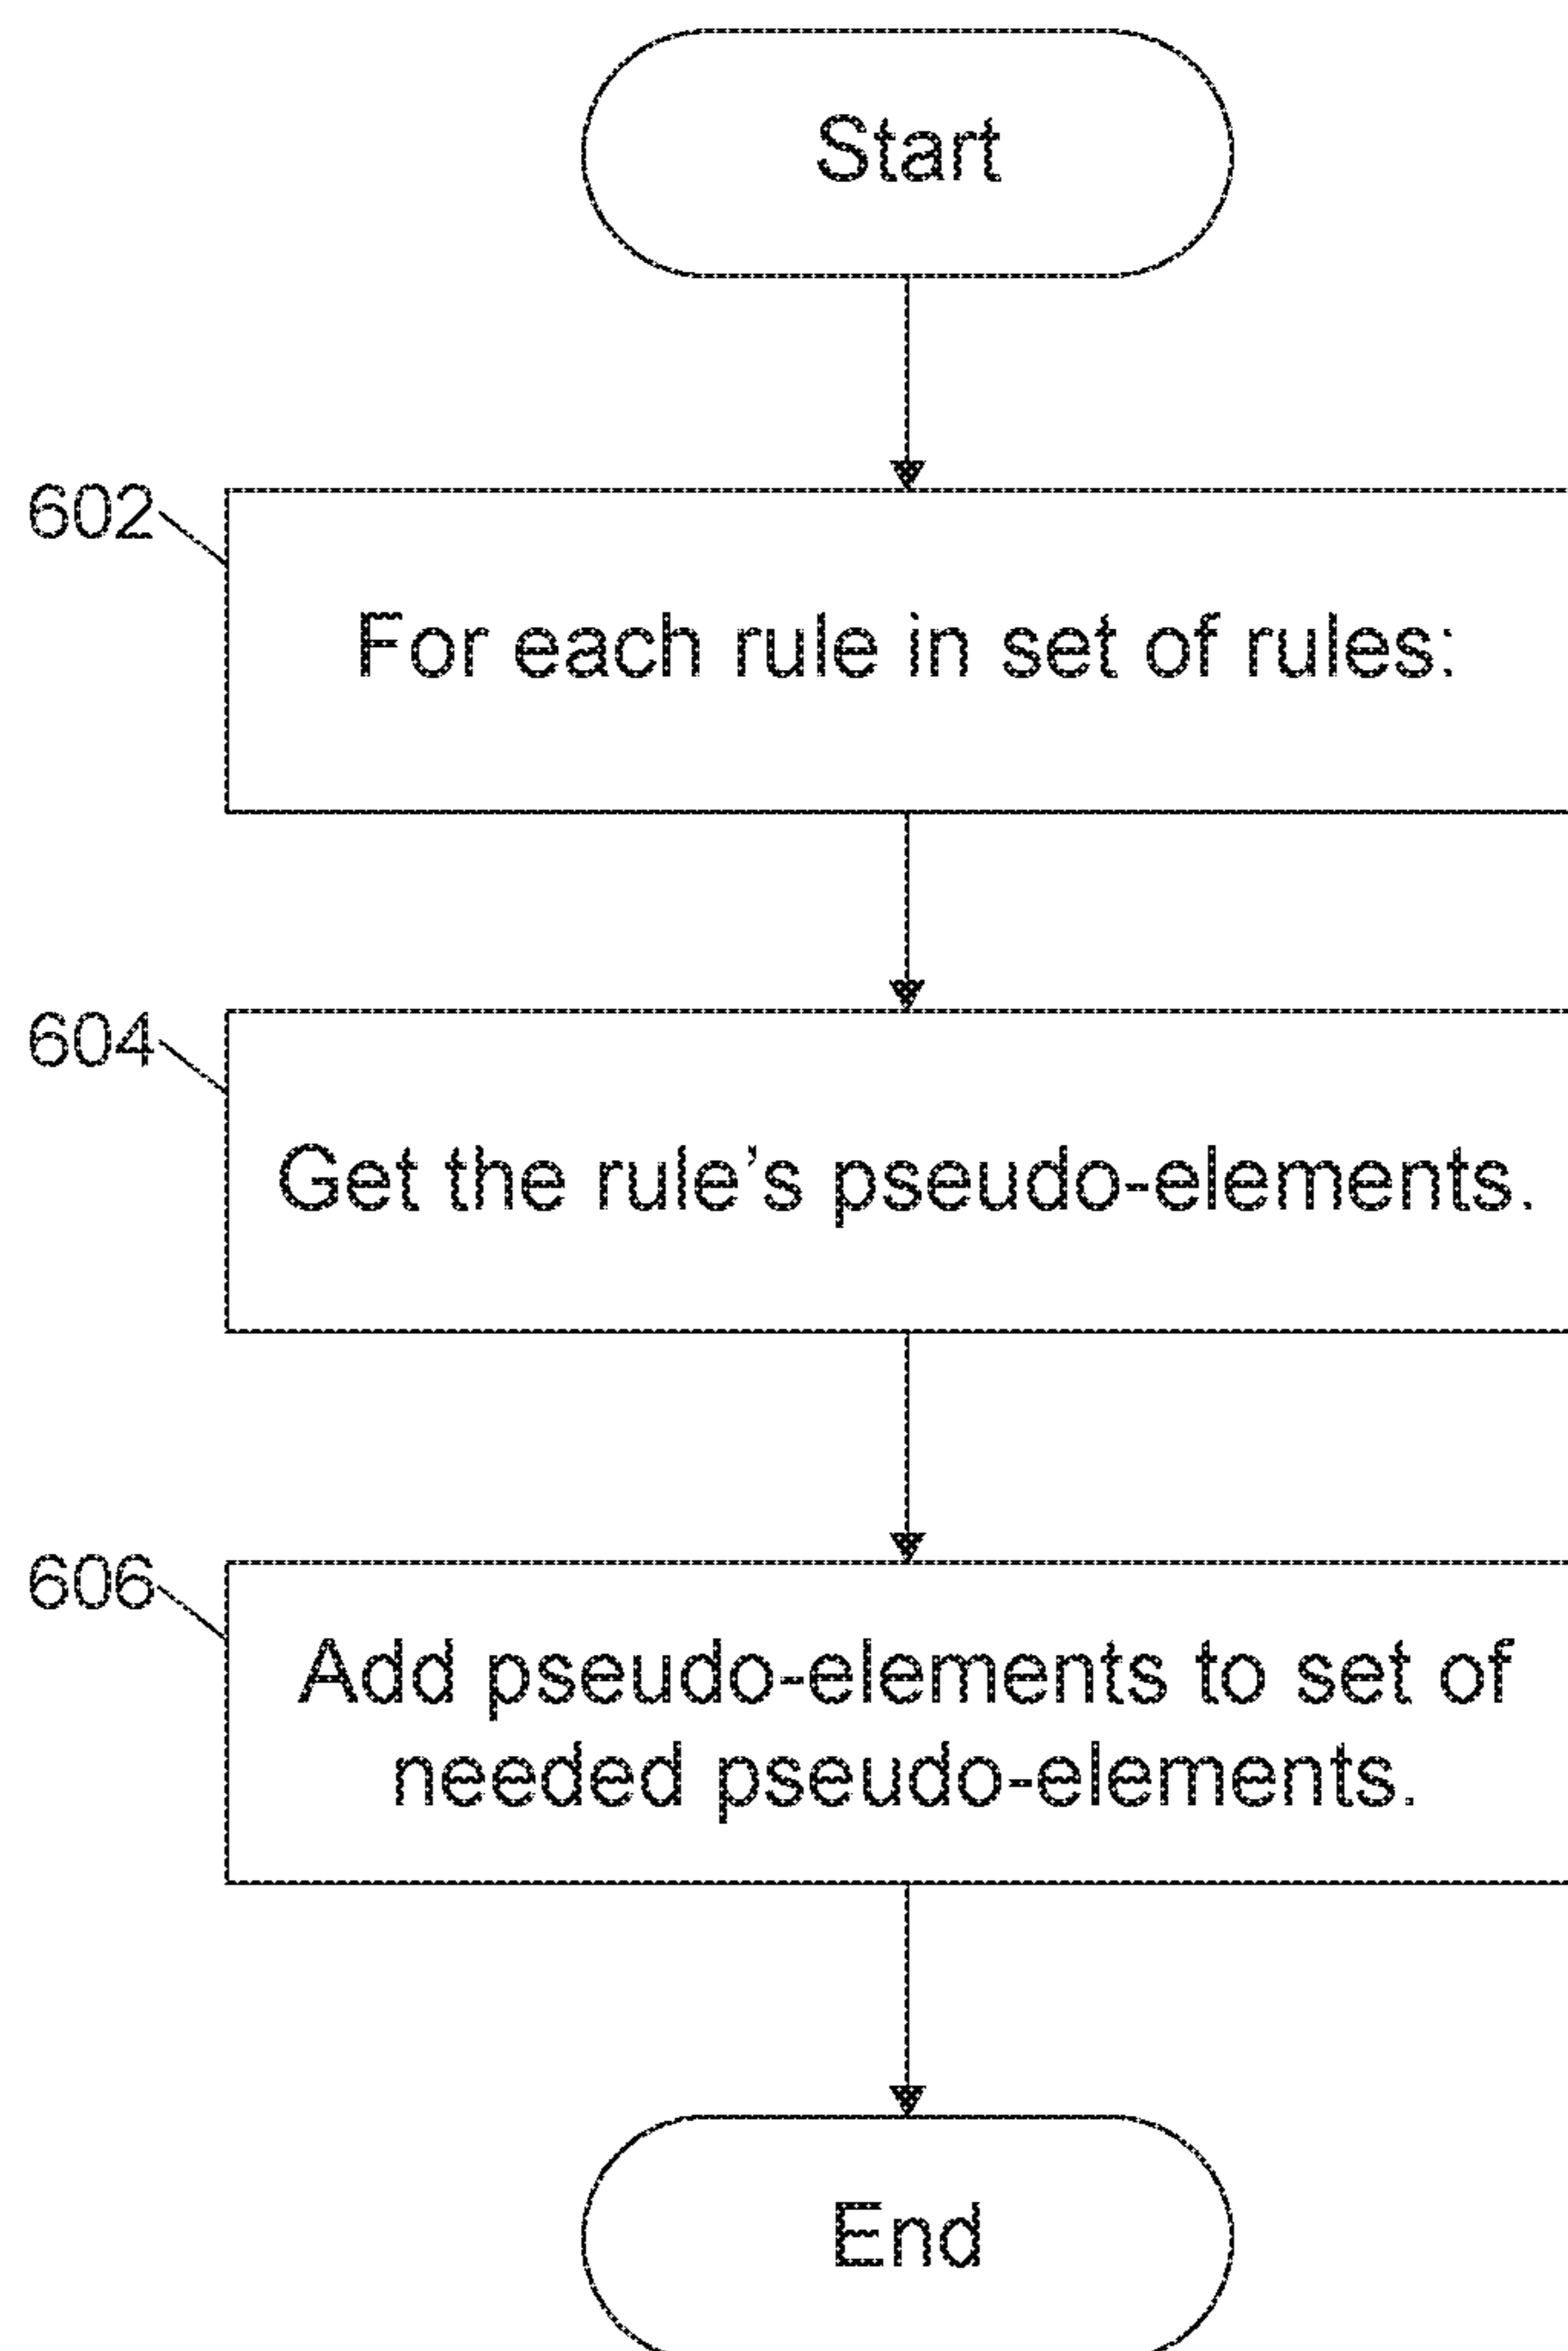 Start
602
For each rule in set of rules:
604
Get the rule's pseudo-elements.
606
Add pseudo-elements to set of
needed pseudo-elements.
End